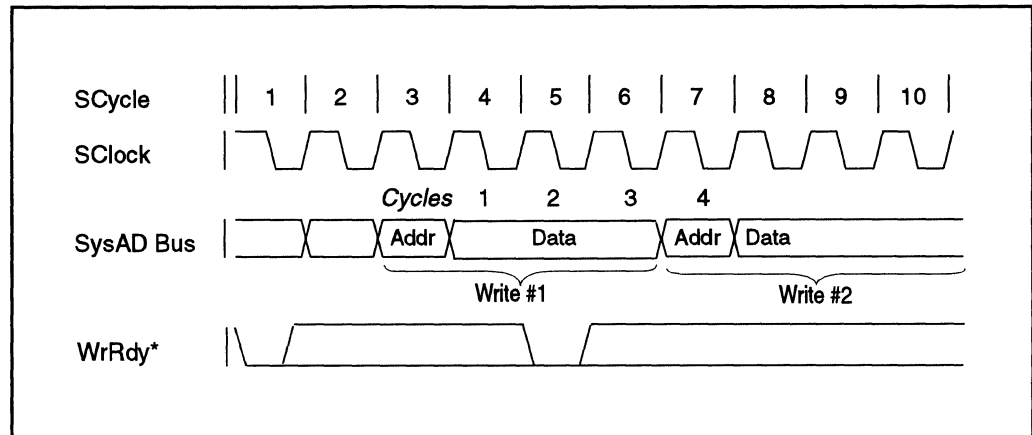 SCycle 1 2 3 4 5 6 7 8 9 10
SClock
Cycles 1 2 3 4
SysAD Bus Addr Data Addr Data
Write #1 Write #2
WrRdy*